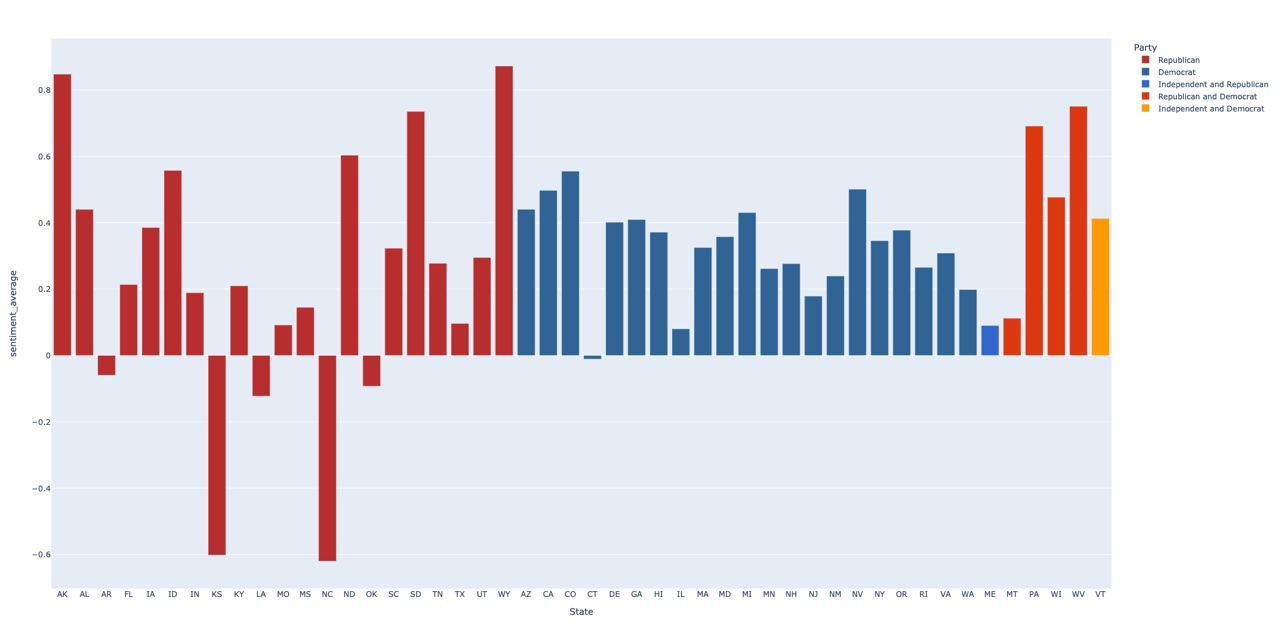 Party
Republican
Democrat
Independent and Republican
Republican and Democrat
Independent and Democrat
sentiment_average
0.8
0.6
0.4
0.2
0
−0.2
−0.4
−0.6
AK AL AR FL IA ID IN KS KY LA MO MS NC ND OK SC SD TN TX UT WY AZ CA CO CT DE GA HI IL MA MD MI MN NH NJ NM NV NY OR RI VA WA ME MT PA WI WV VT
State